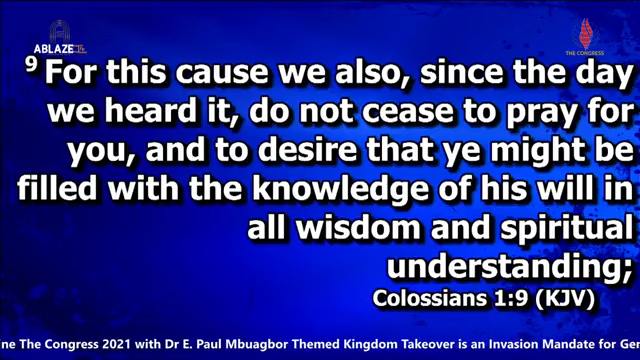 ABLAZE Tv
THE CONGRESS
9 For this cause we also, since the day
we heard it, do not cease to pray for
you, and to desire that ye might be
filled with the knowledge of his will in
all wisdom and spiritual
understanding;
Colossians 1:9 (KJV)
ne The Congress 2021 with Dr E. Paul Mbuagbor Themed Kingdom Takeover is an Invasion Mandate for Ge